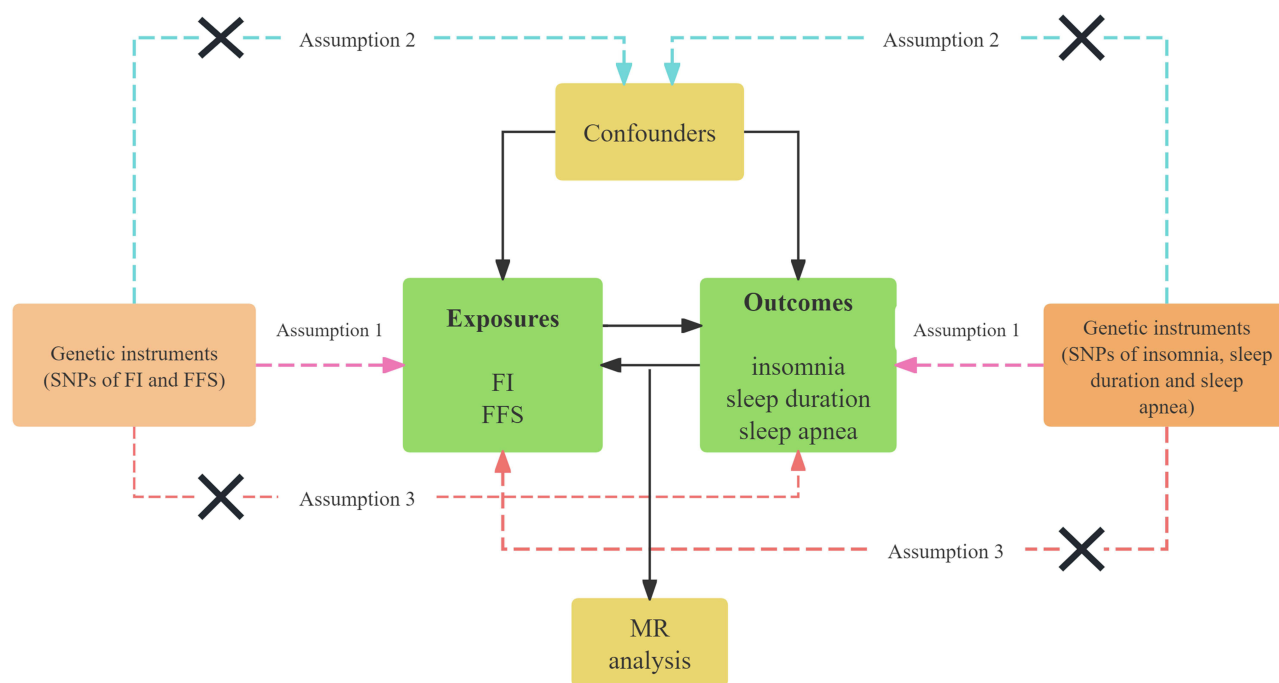 Assumption 2
Assumption 2
Confounders
Exposures
FI
FFS
Outcomes
insomnia
sleep duration
sleep apnea
Genetic instruments
(SNPs of FI and FFS)
Assumption 1
Assumption 1
Genetic instruments
(SNPs of insomnia, sleep
duration and sleep
apnea)
Assumption 3
Assumption 3
MR
analysis